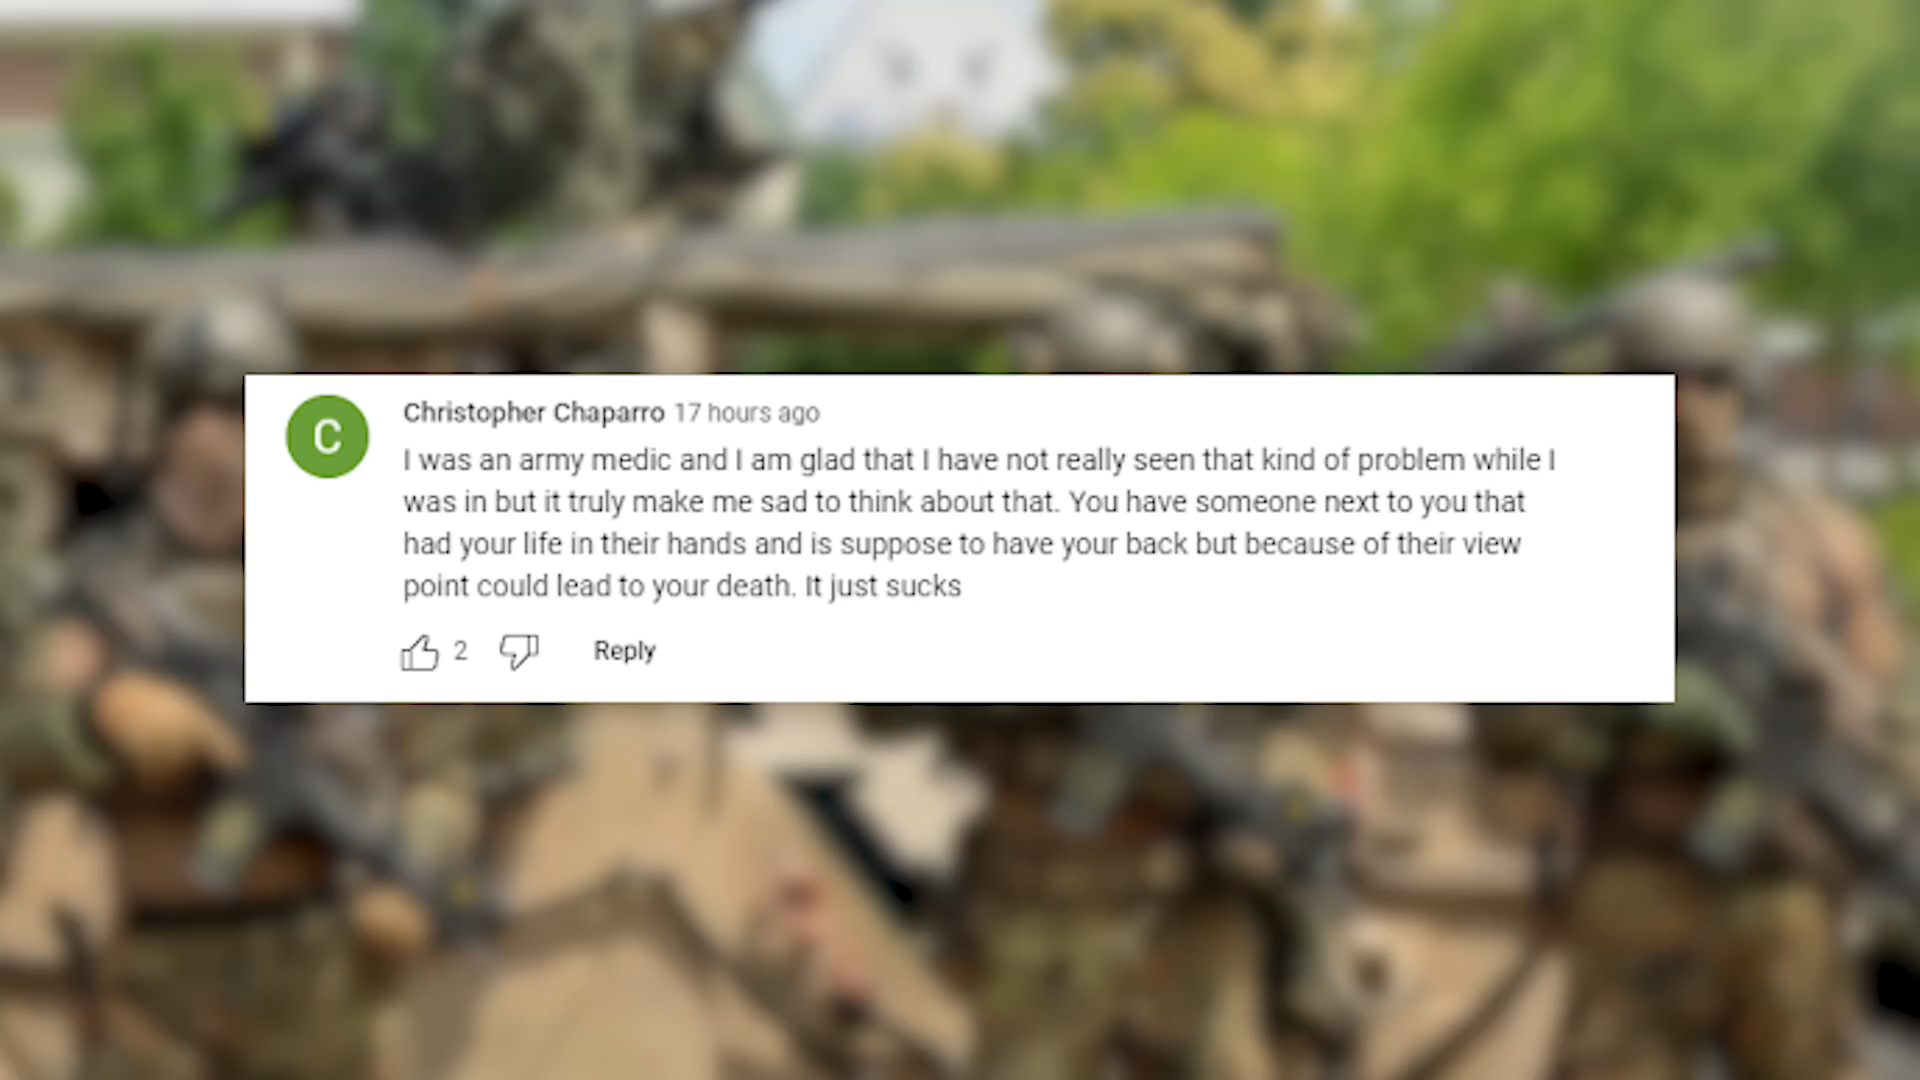 C
Christopher Chaparro 17 hours ago
I was an army medic and I am glad that I have not really seen that kind of problem while I
was in but it truly make me sad to think about that. You have someone next to you that
had your life in their hands and is suppose to have your back but because of their view
point could lead to your death. It just sucks
2 Reply